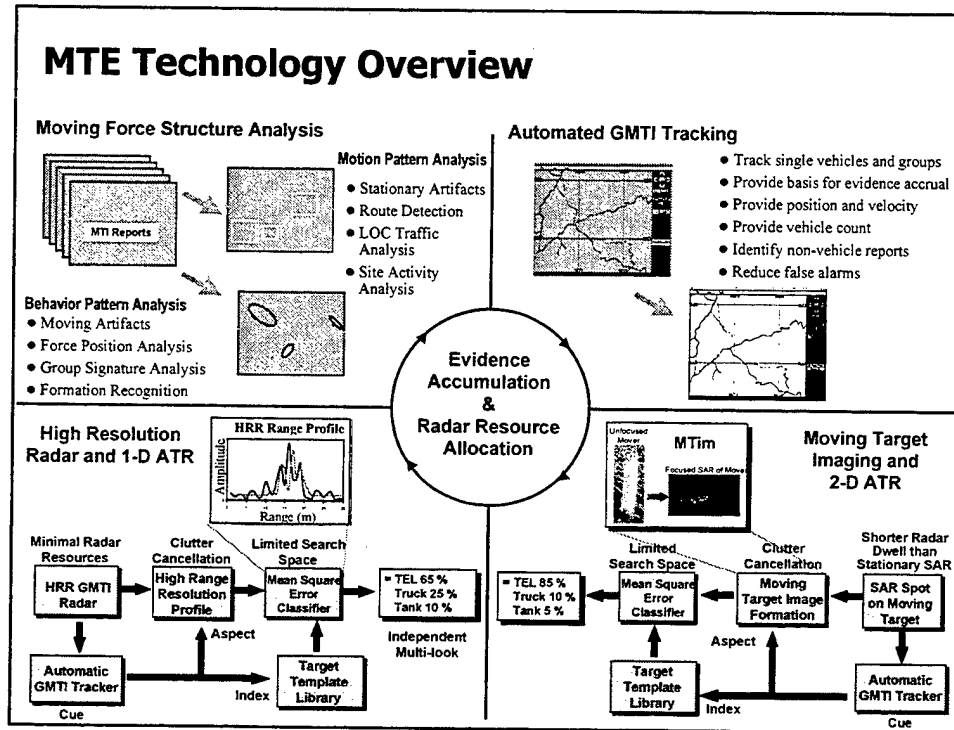 MTE Technology Overview
Moving Force Structure Analysis
MTI Reports
Motion Pattern Analysis
● Stationary Artifacts
● Route Detection
● LOC Traffic
Analysis
● Site Activity
Analysis
Behavior Pattern Analysis
● Moving Artifacts
● Force Position Analysis
● Group Signature Analysis
● Formation Recognition
Automated GMTI Tracking
● Track single vehicles and groups
● Provide basis for evidence accrual
● Provide position and velocity
● Provide vehicle count
● Identify non-vehicle reports
● Reduce false alarms
Evidence
Accumulation
&
Radar Resource
Allocation
High Resolution
Radar and 1-D ATR
HRR Range Profile
Amplitude
Range (m)
Minimal Radar
Resources
Clutter
Cancellation
Limited Search
Space
HRR GMTI
Radar
High Range
Resolution
Profile
Mean Square
Error
Classifier
= TEL 65 %
Truck 25 %
Tank 10 %
Independent
Multi-look
Aspect
Automatic
GMTI Tracker
Cue
Index
Target
Template
Library
Moving Target
Imaging and
2-D ATR
Unfocused
Mover
MTim
Focused SAR of Mover
Limited
Search Space
Clutter
Cancellation
Shorter Radar
Dwell than
Stationary SAR
= TEL 85 %
Truck 10 %
Tank 5 %
Mean Square
Error
Classifier
Moving
Target Image
Formation
SAR Spot
on Moving
Target
Aspect
Target
Template
Library
Index
Automatic
GMTI Tracker
Cue